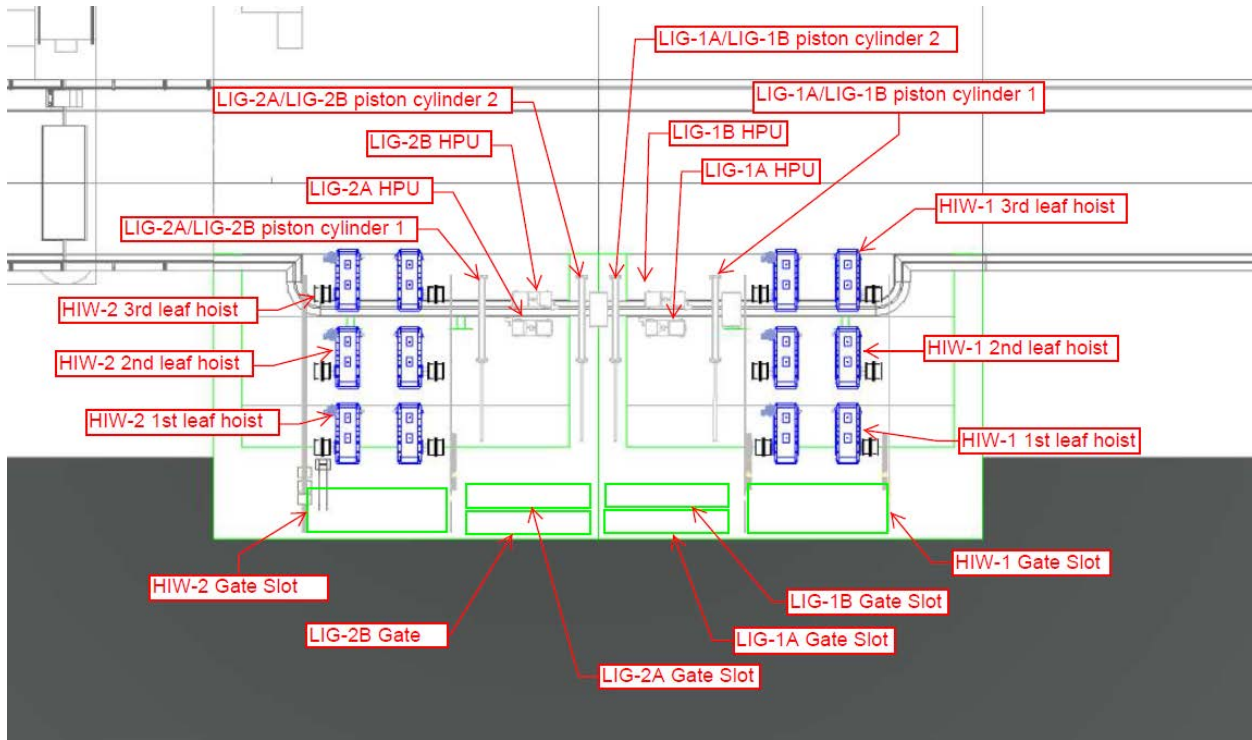 LIG-1A/LIG-1B piston cylinder 2
LIG-2A/LIG-2B piston cylinder 2
LIG-1A/LIG-1B piston cylinder 1
LIG-2B HPU
LIG-1B HPU
LIG-2A HPU
LIG-1A HPU
LIG-2A/LIG-2B piston cylinder 1
HIW-1 3rd leaf hoist
HIW-2 3rd leaf hoist
HIW-2 2nd leaf hoist
HIW-1 2nd leaf hoist
HIW-2 1st leaf hoist
HIW-1 1st leaf hoist
HIW-2 Gate Slot
HIW-1 Gate Slot
LIG-1B Gate Slot
LIG-2B Gate
LIG-1A Gate Slot
LIG-2A Gate Slot